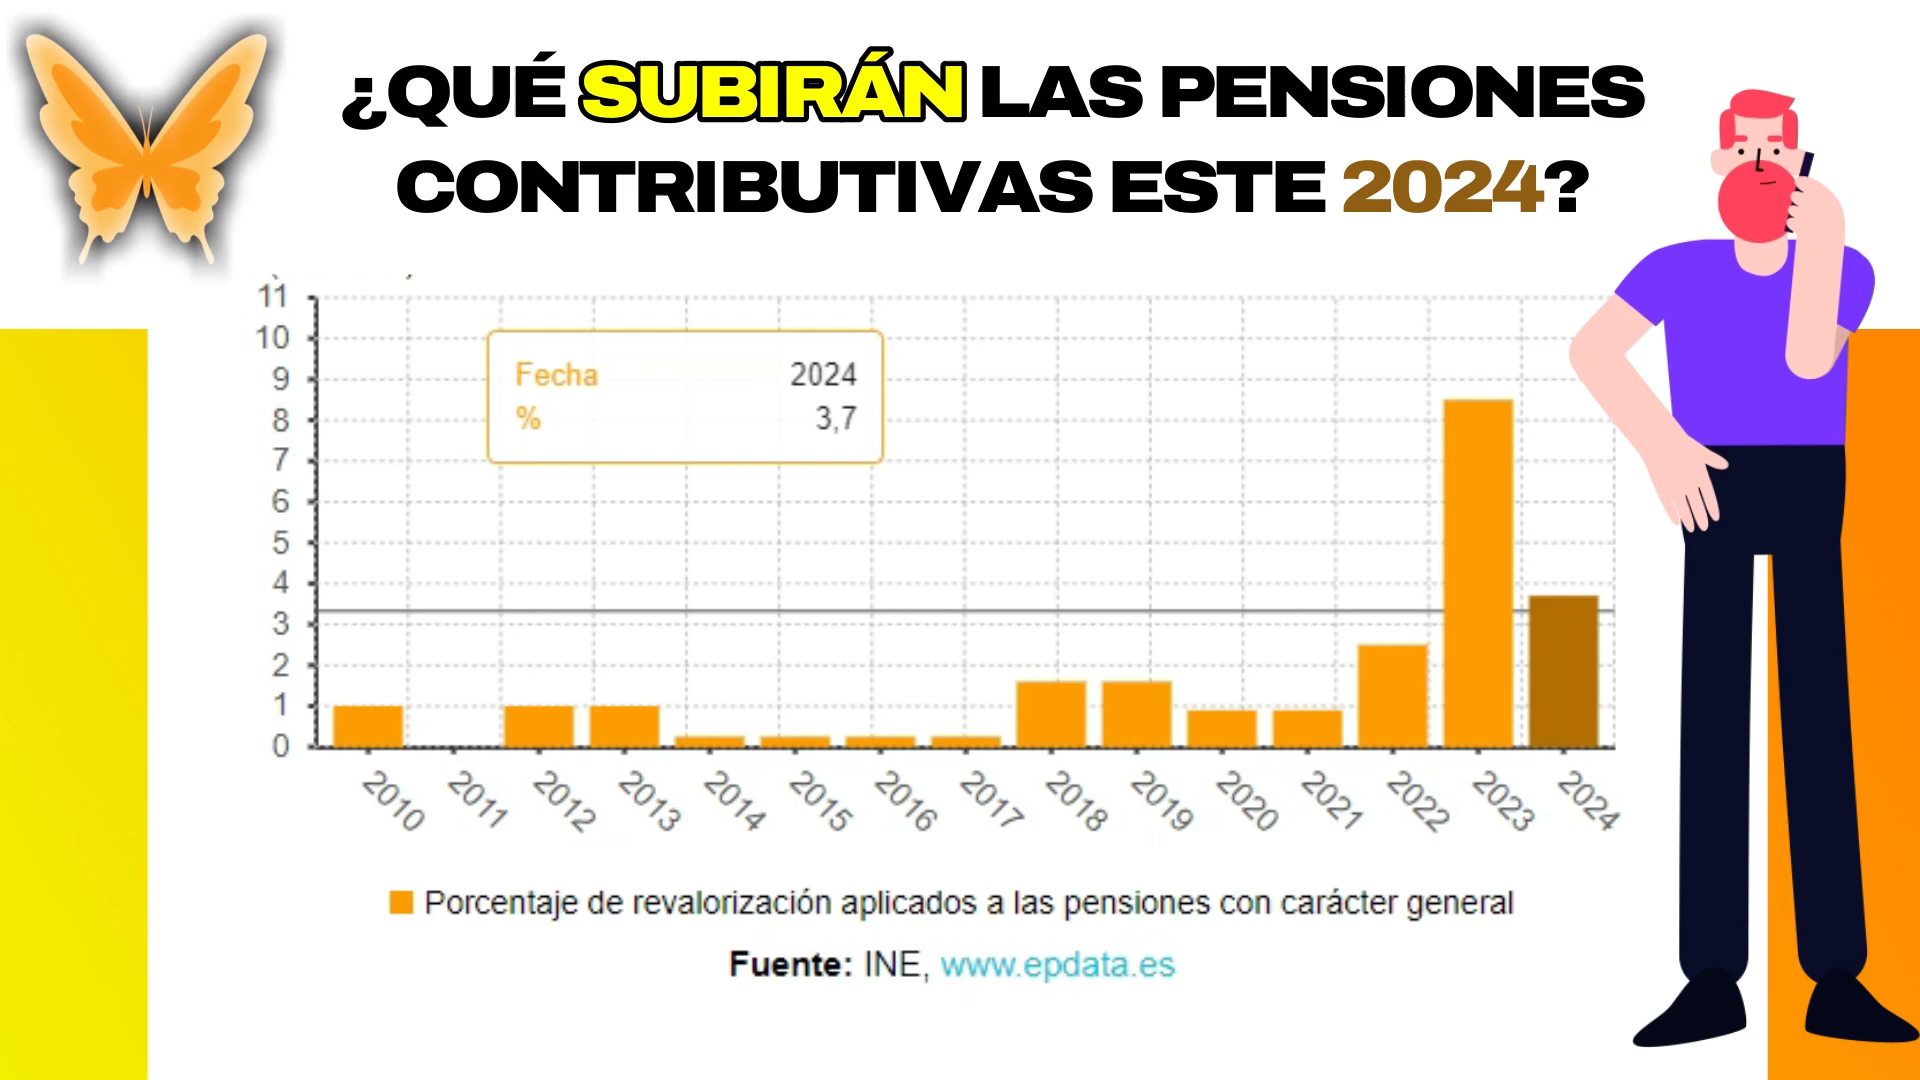 ¿QUÉ SUBIRÁN LAS PENSIONES
CONTRIBUTIVAS ESTE 2024?
11
10
9
8
7
6
5
4
3
2
1
0
Fecha 2024
% 3,7
2010 2011 2012 2013 2014 2015 2016 2017 2018 2019 2020 2021 2022 2023 2024
Porcentaje de revalorización aplicados a las pensiones con carácter general
Fuente: INE, www.epdata.es